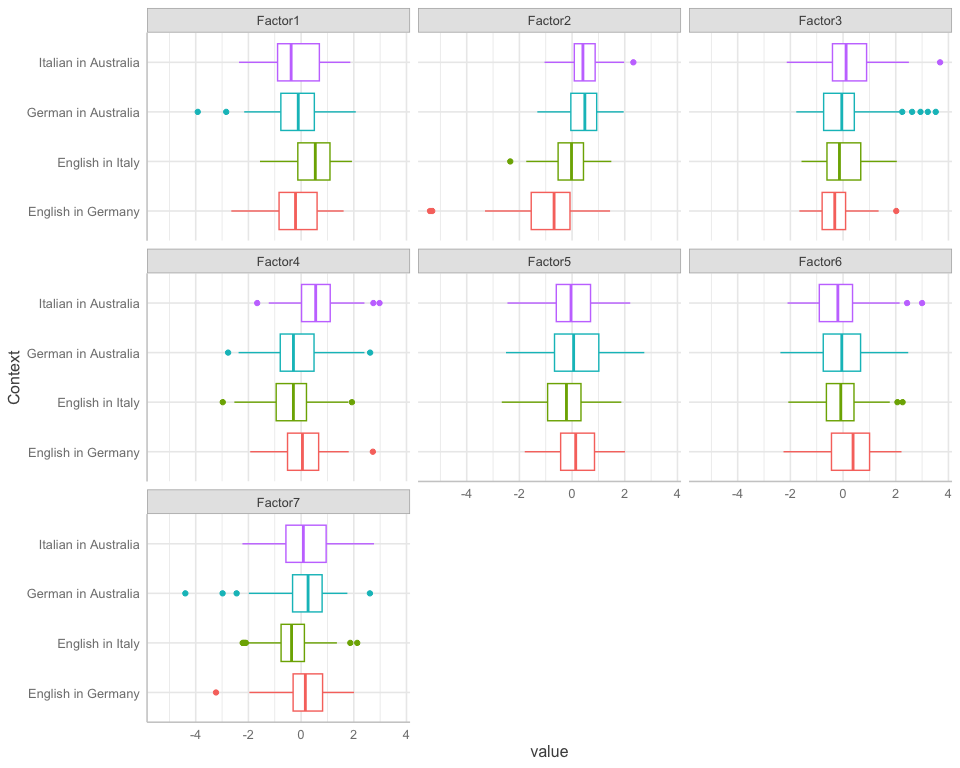 Factor1 Factor2 Factor3
Italian in Australia
German in Australia
English in Italy
English in Germany
Factor4 Factor5 Factor6
Italian in Australia
German in Australia
English in Italy
English in Germany
-4 -2 0 2 4 -4 -2 0 2 4
Factor7
Italian in Australia
German in Australia
English in Italy
English in Germany
-4 -2 0 2 4
Context
value